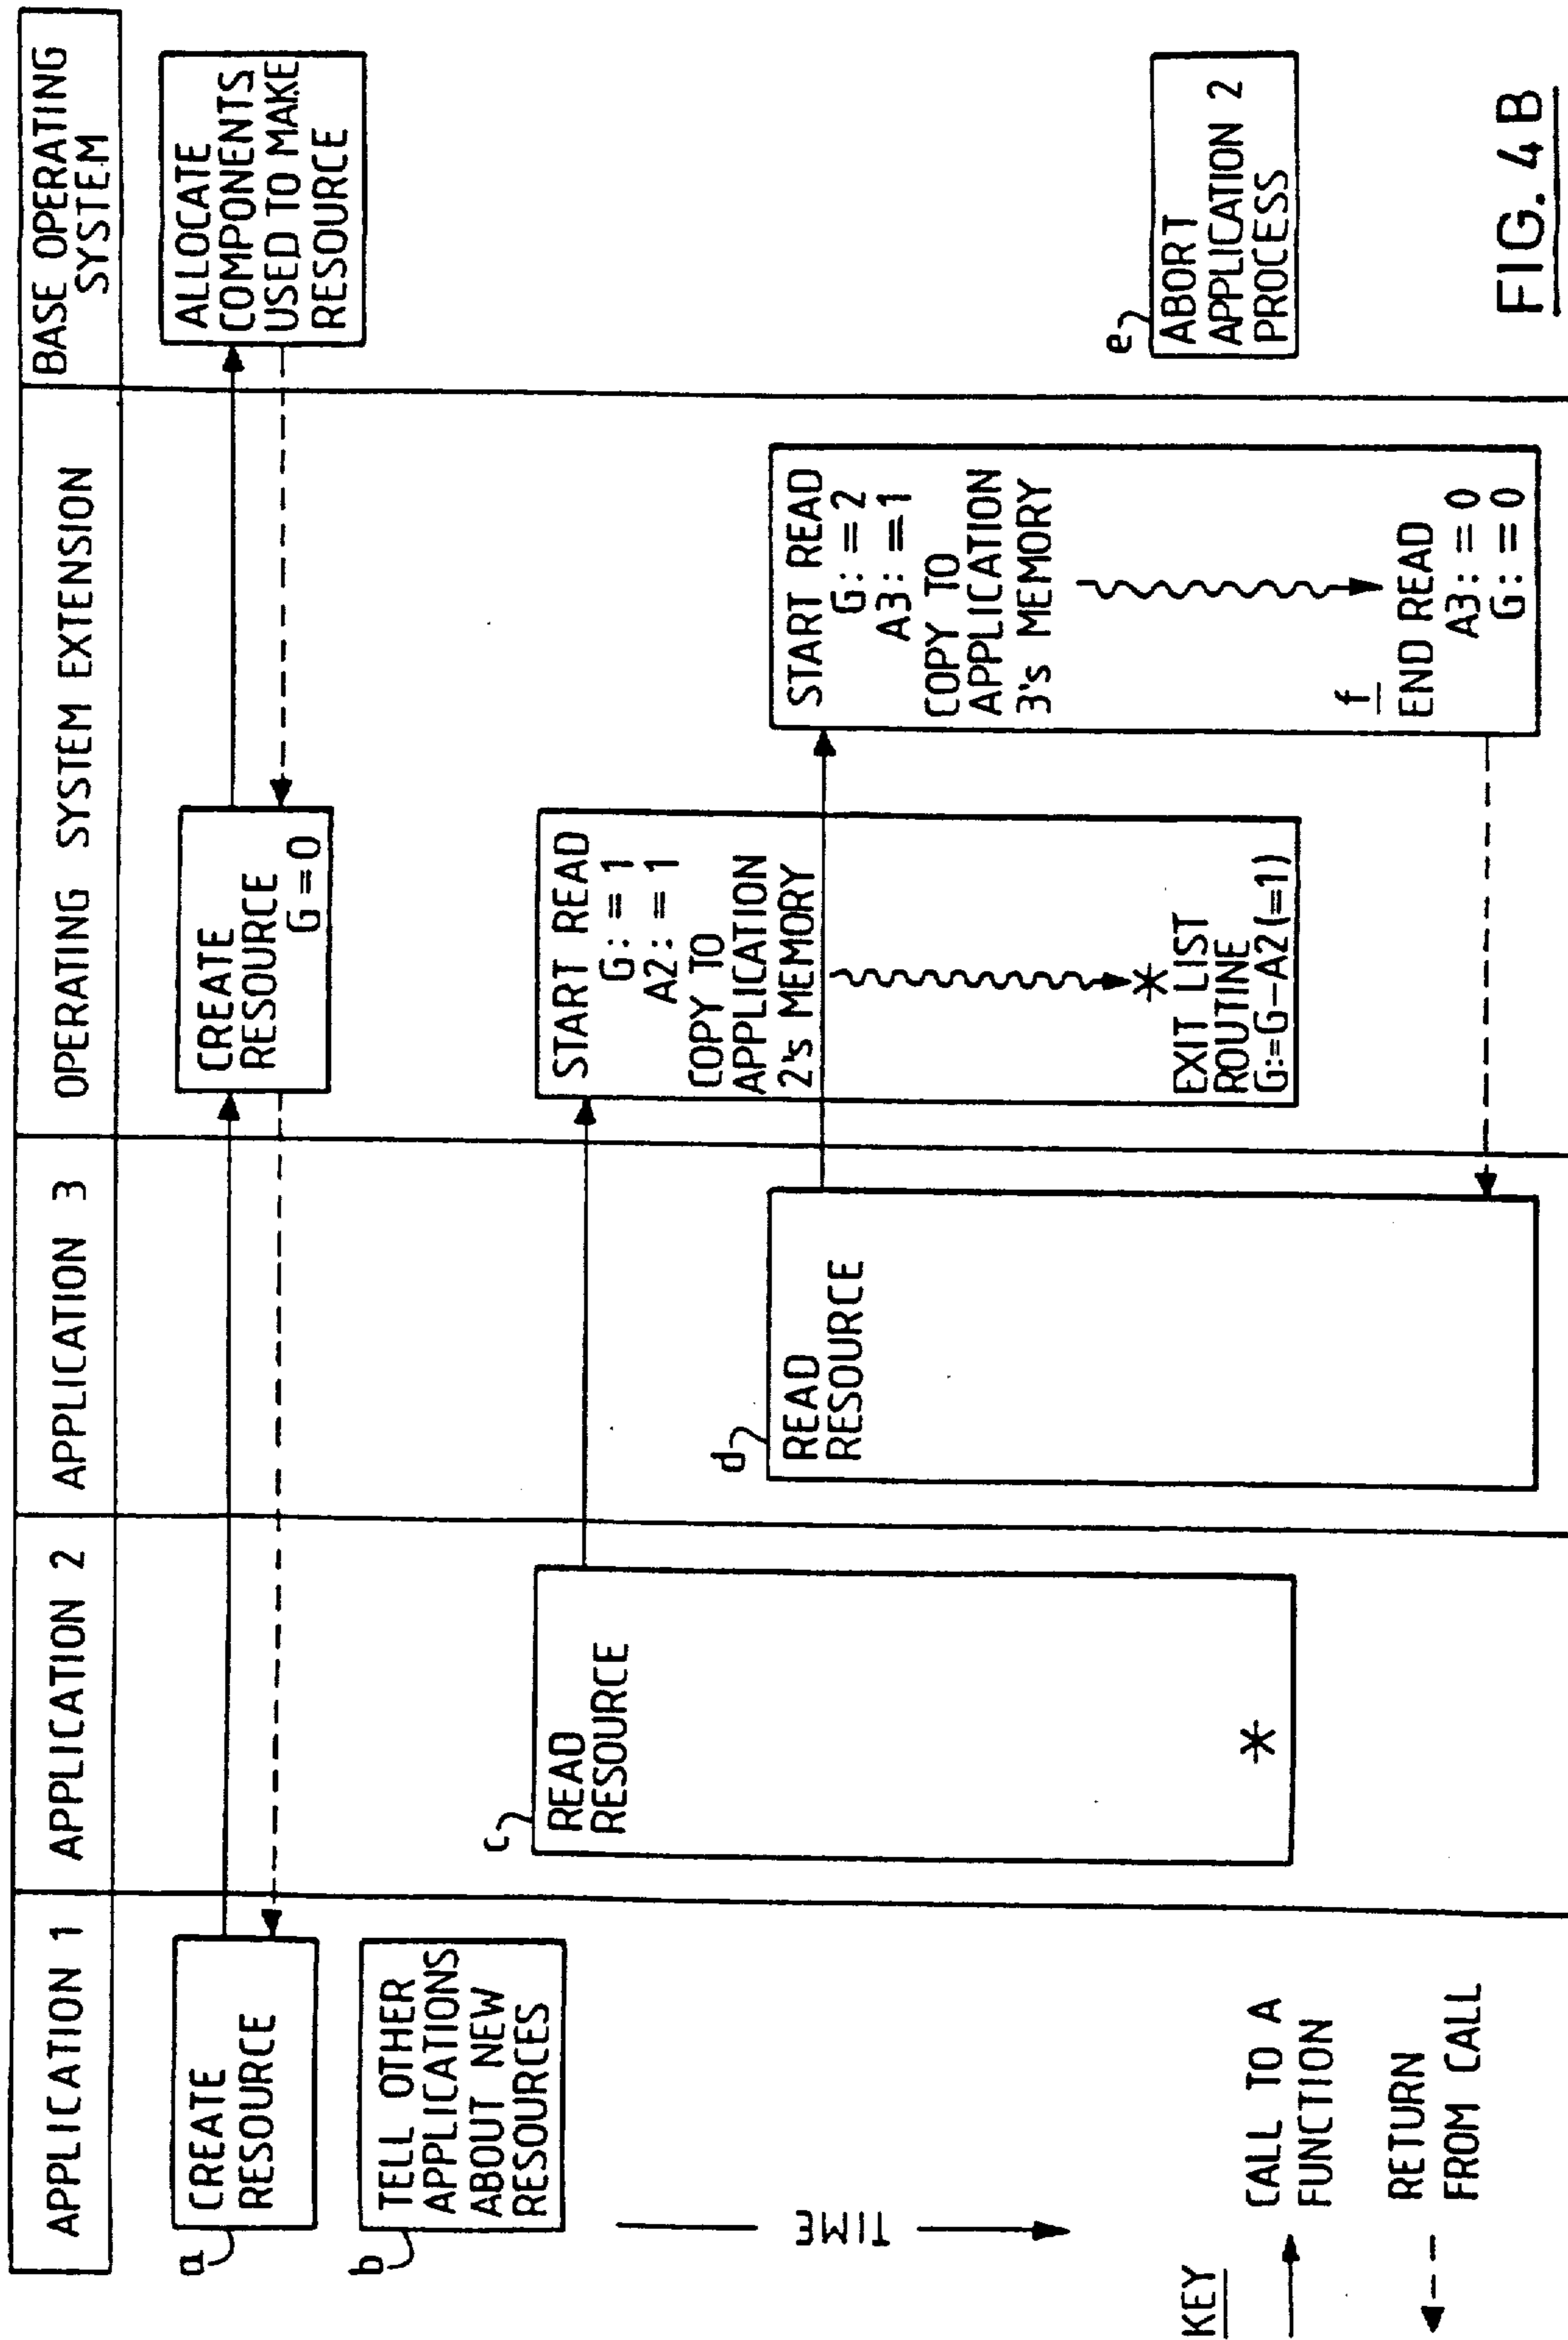 APPLICATION 1
APPLICATION 2
APPLICATION 3
OPERATING SYSTEM EXTENSION
BASE OPERATING
SYSTEM
a
CREATE
RESOURCE
CREATE
RESOURCE
G = 0
ALLOCATE
COMPONENTS
USED TO MAKE
RESOURCE
b
TELL OTHER
APPLICATIONS
ABOUT NEW
RESOURCES
c
READ
RESOURCE
*
START READ
G: = 1
A2: = 1
COPY TO
APPLICATION
2's MEMORY
*
EXIT LIST
ROUTINE
G:=G-A2(=1)
d
READ
RESOURCE
START READ
G: = 2
A3: = 1
COPY TO
APPLICATION
3's MEMORY
f
END READ
A3: = 0
G: = 0
e
ABORT
APPLICATION 2
PROCESS
TIME
KEY
CALL TO A
FUNCTION
RETURN
FROM CALL
FIG. 4B